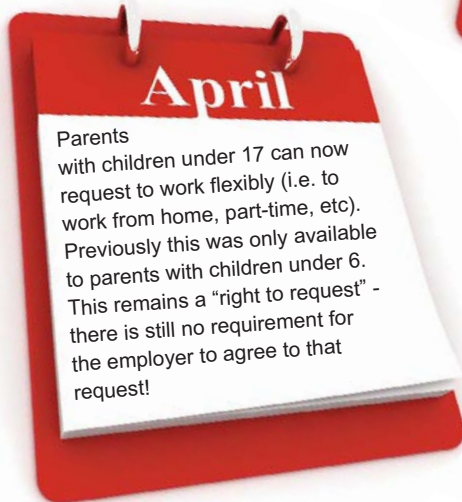 April
Parents
with children under 17 can now
request to work flexibly (i.e. to
work from home, part-time, etc).
Previously this was only available
to parents with children under 6.
This remains a “right to request” -
there is still no requirement for
the employer to agree to that
request!